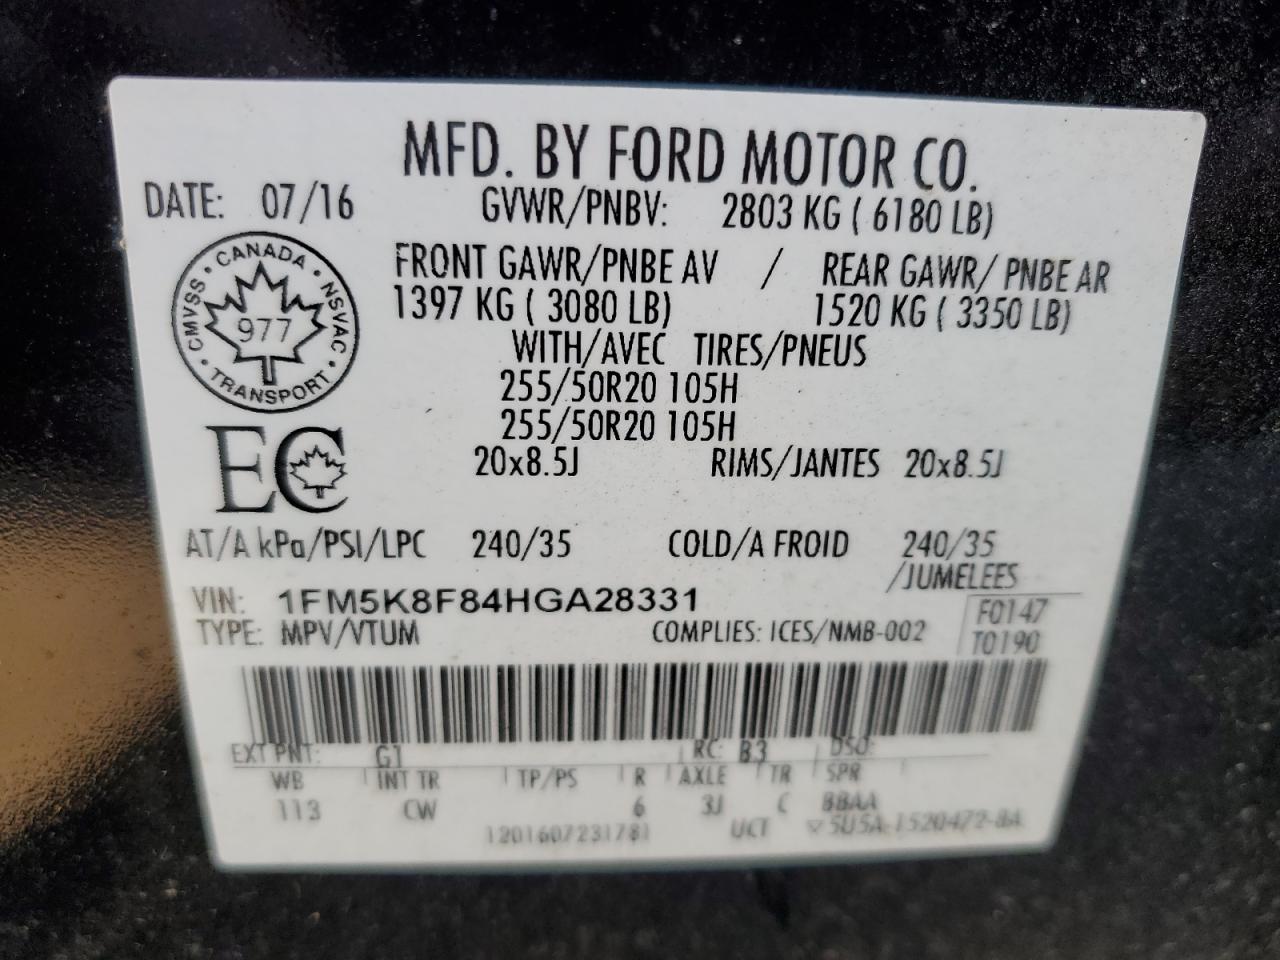 MFD. BY FORD MOTOR CO.
DATE: 07/16 GVWR/PNBV: 2803 KG ( 6180 LB)
FRONT GAWR/PNBE AV / REAR GAWR/ PNBE AR
1397 KG ( 3080 LB) 1520 KG ( 3350 LB)
CANADA • NSVAC • TRANSPORT • CMVSS •
977
WITH/AVEC TIRES/PNEUS
255/50R20 105H
255/50R20 105H
EC
20x8.5J RIMS/JANTES 20x8.5J
AT/A kPa/PSI/LPC 240/35 COLD/A FROID 240/35
/JUMELEES
VIN: 1FM5K8F84HGA28331
F0147
TYPE: MPV/VTUM COMPLIES: ICES/NMB-002
T0190
EXT PNT: G1 RC: B3 DSO:
WB INT TR TP/PS R AXLE TR SPR
113 CW 6 3J C BBAA
1201607231781 UCT 5U5A-1520472-BA